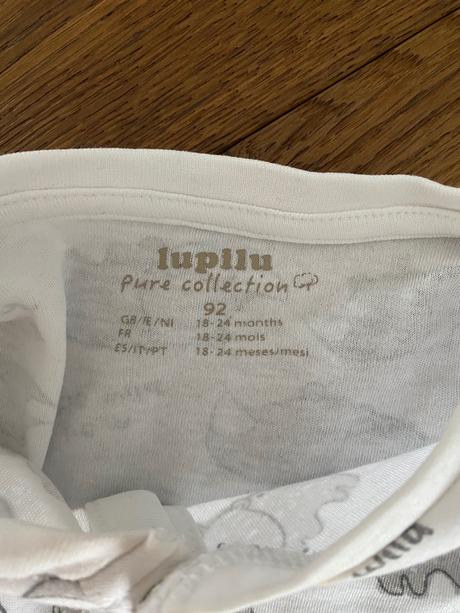 lupilu
pure collection
92
GB/IE/NI 18-24 months
FR 18-24 mois
ES/IT/PT 18-24 meses/mesi